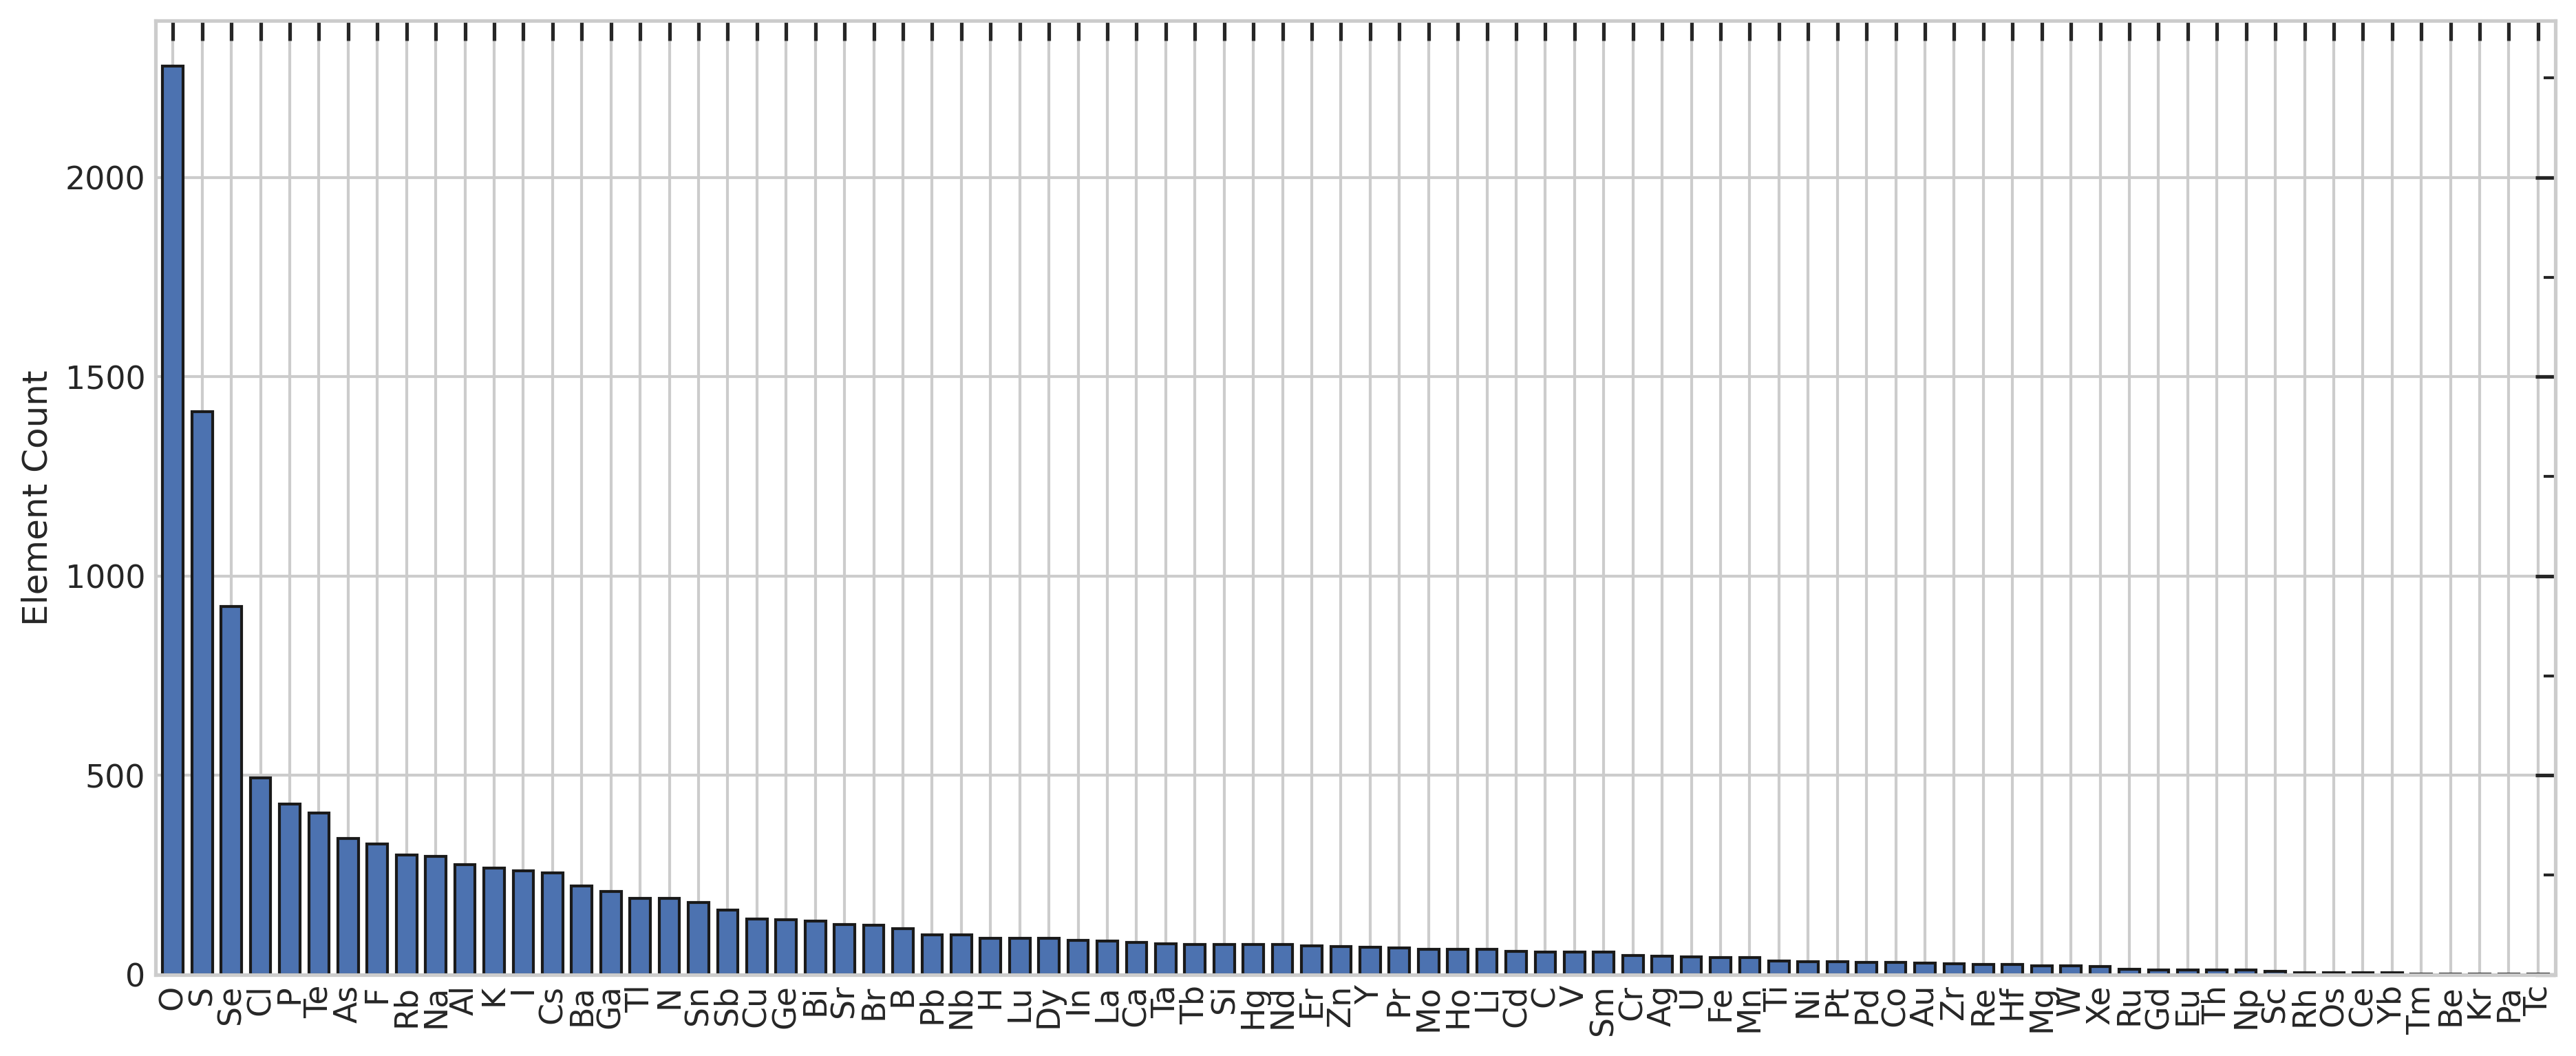 Element Count
2000
1500
1000
500
0
O S Se Cl P Te As F Rb Na Al K I Cs Ba Ga Tl N Sn Sb Cu Ge Bi Sr Br B Pb Nb H Lu Dy In La Ca Ta Tb Si Hg Nd Er Zn Y Pr Mo Ho Li Cd C V Sm Cr Ag U Fe Mn Ti Ni Pt Pd Co Au Zr Re Hf Mg W Xe Ru Gd Eu Th Np Sc Rh Os Ce Yb Tm Be Kr Pa Tc